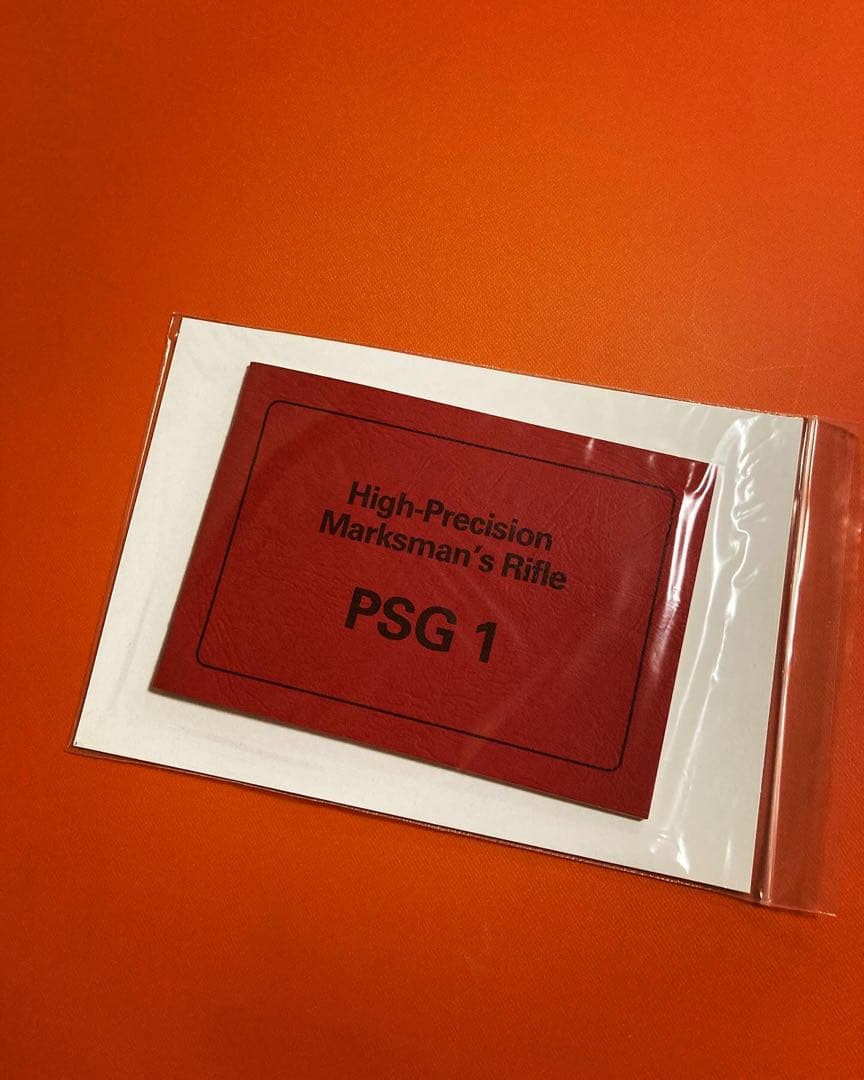 High-Precision
Marksman's Rifle
PSG 1